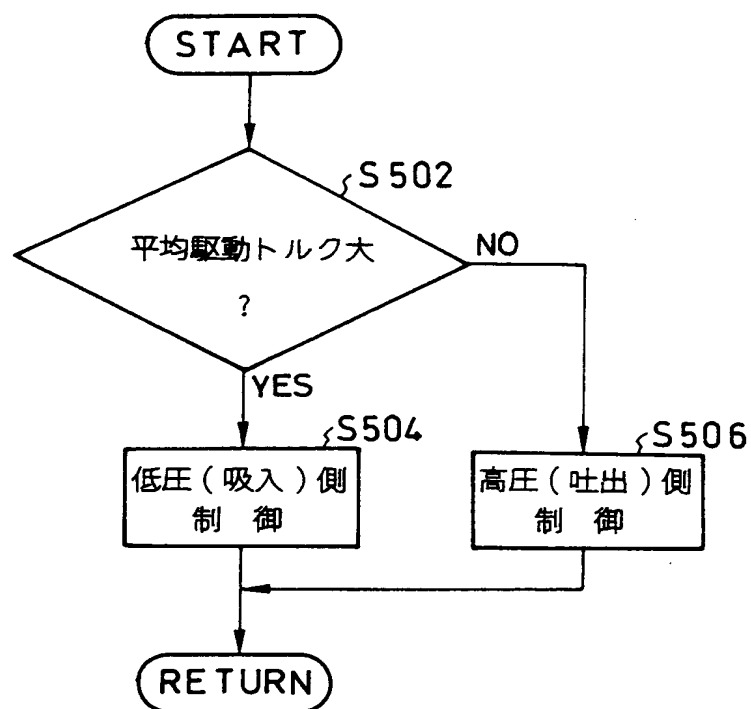 START
S502
平均駆動トルク大
?
NO
YES
S504
低圧(吸入)側
制 御
S506
高圧(吐出)側
制 御
RETURN